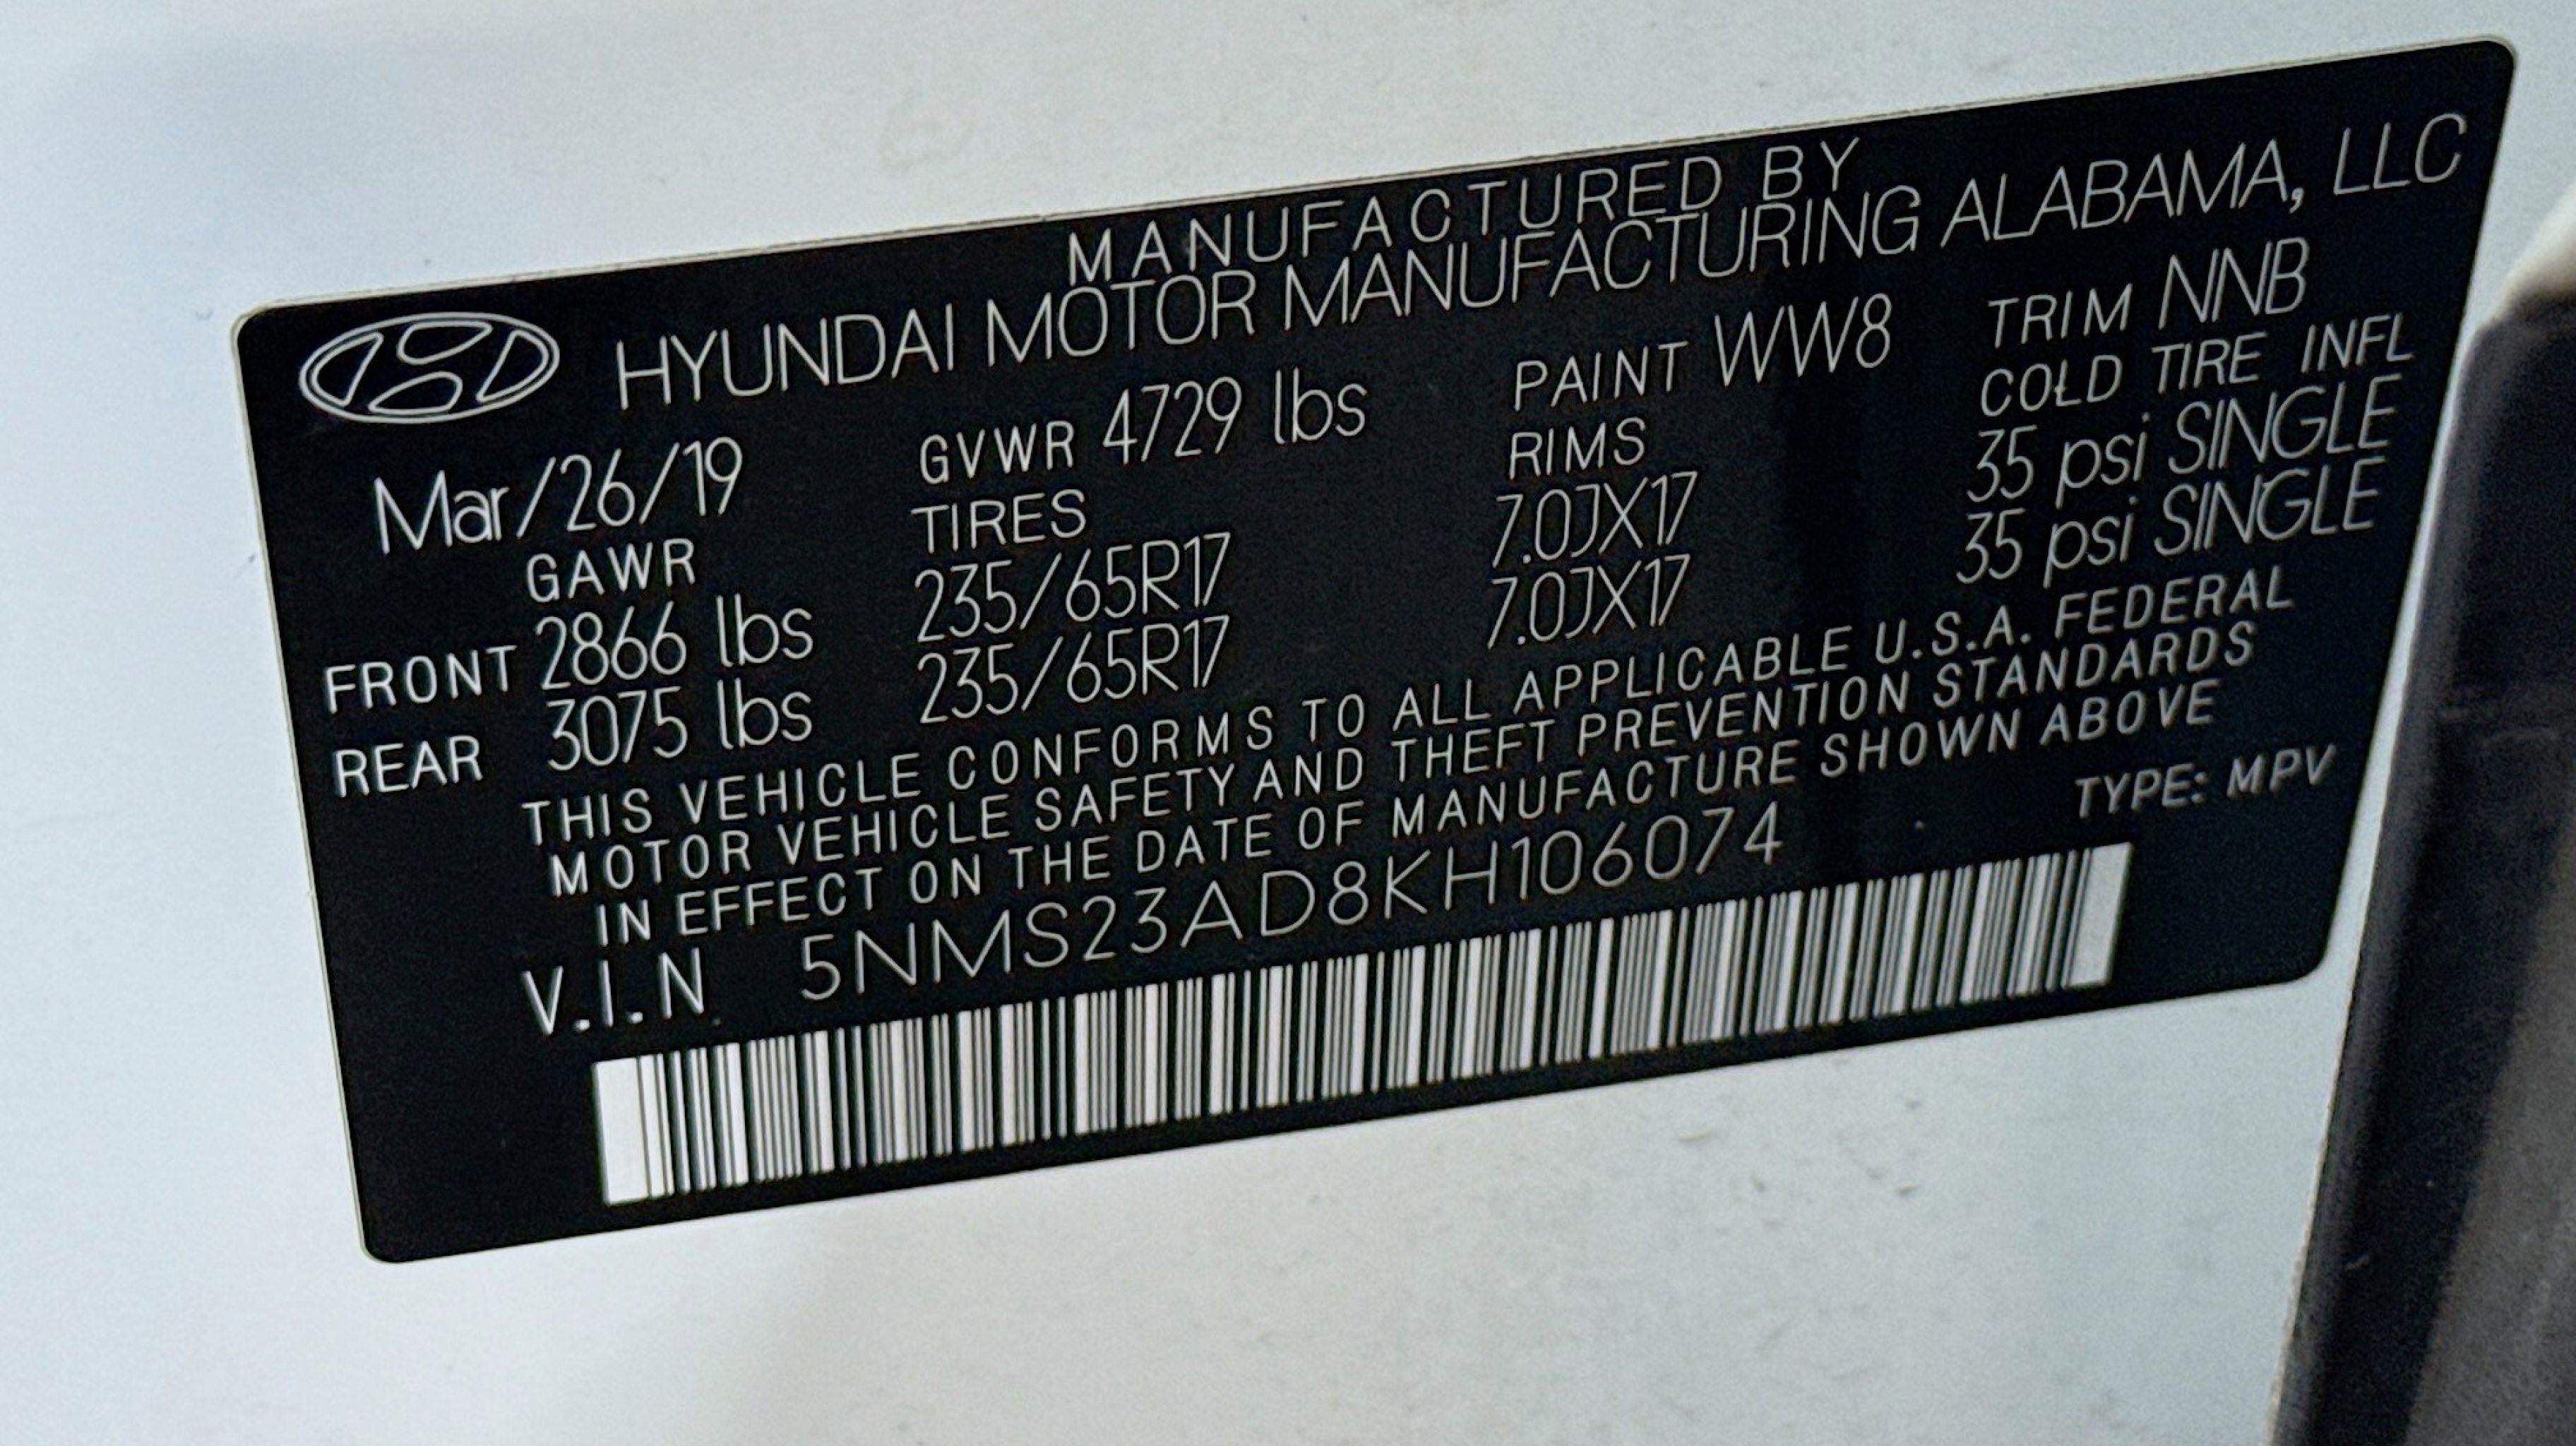 MANUFACTURED BY
HYUNDAI MOTOR MANUFACTURING ALABAMA, LLC
Mar/26/19 GVWR 4729 lbs PAINT WW8 TRIM NNB
GAWR TIRES RIMS COLD TIRE INFL
FRONT 2866 lbs 235/65R17 7.0JX17 35 psi SINGLE
REAR 3075 lbs 235/65R17 7.0JX17 35 psi SINGLE
THIS VEHICLE CONFORMS TO ALL APPLICABLE U.S.A. FEDERAL
MOTOR VEHICLE SAFETY AND THEFT PREVENTION STANDARDS
IN EFFECT ON THE DATE OF MANUFACTURE SHOWN ABOVE
V.I.N 5NMS23AD8KH106074 TYPE: MPV